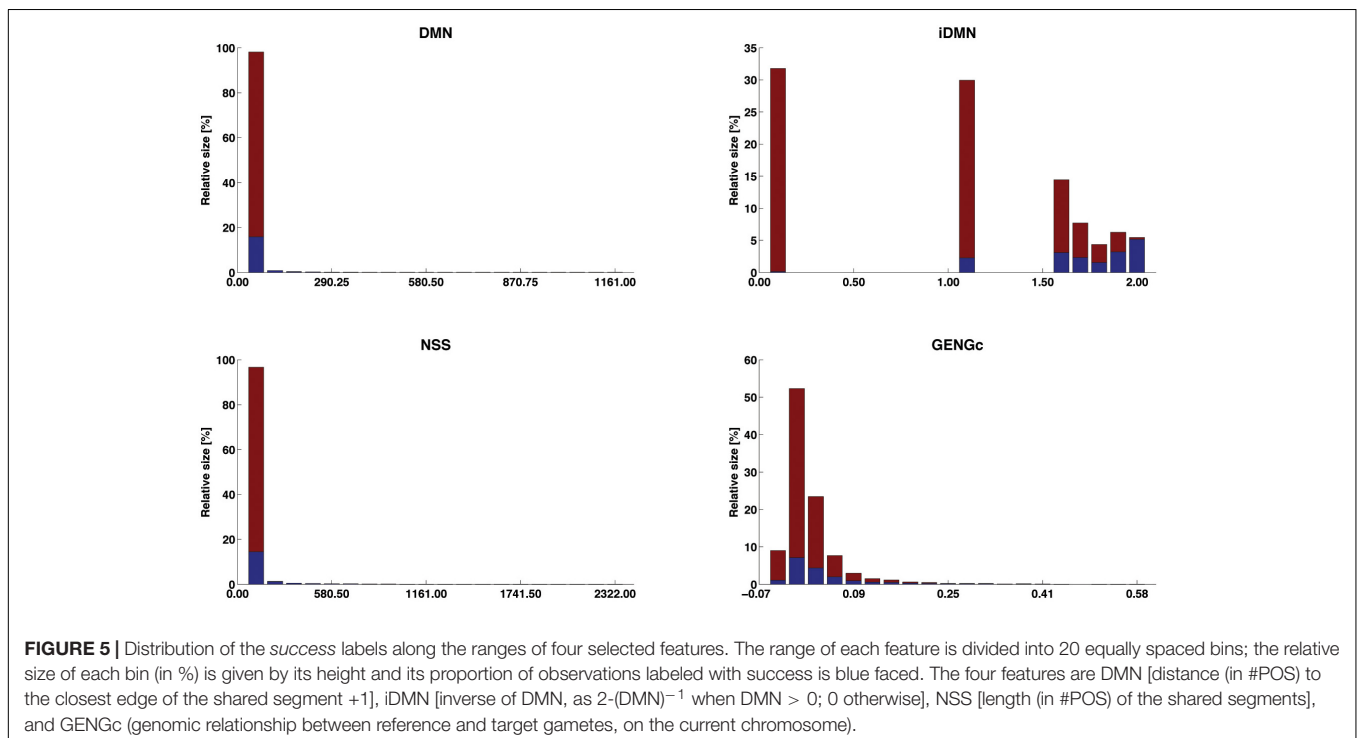 DMN
100
80
60
40
20
0
Relative size [%]
0.00 290.25 580.50 870.75 1161.00
iDMN
35
30
25
20
15
10
5
0
Relative size [%]
0.00 0.50 1.00 1.50 2.00
NSS
100
80
60
40
20
0
Relative size [%]
0.00 580.50 1161.00 1741.50 2322.00
GENGc
60
50
40
30
20
10
0
Relative size [%]
−0.07 0.09 0.25 0.41 0.58
FIGURE 5 | Distribution of the success labels along the ranges of four selected features. The range of each feature is divided into 20 equally spaced bins; the relative
size of each bin (in %) is given by its height and its proportion of observations labeled with success is blue faced. The four features are DMN [distance (in #POS) to
the closest edge of the shared segment +1], iDMN [inverse of DMN, as 2-(DMN)⁻¹ when DMN > 0; 0 otherwise], NSS [length (in #POS) of the shared segments],
and GENGc (genomic relationship between reference and target gametes, on the current chromosome).